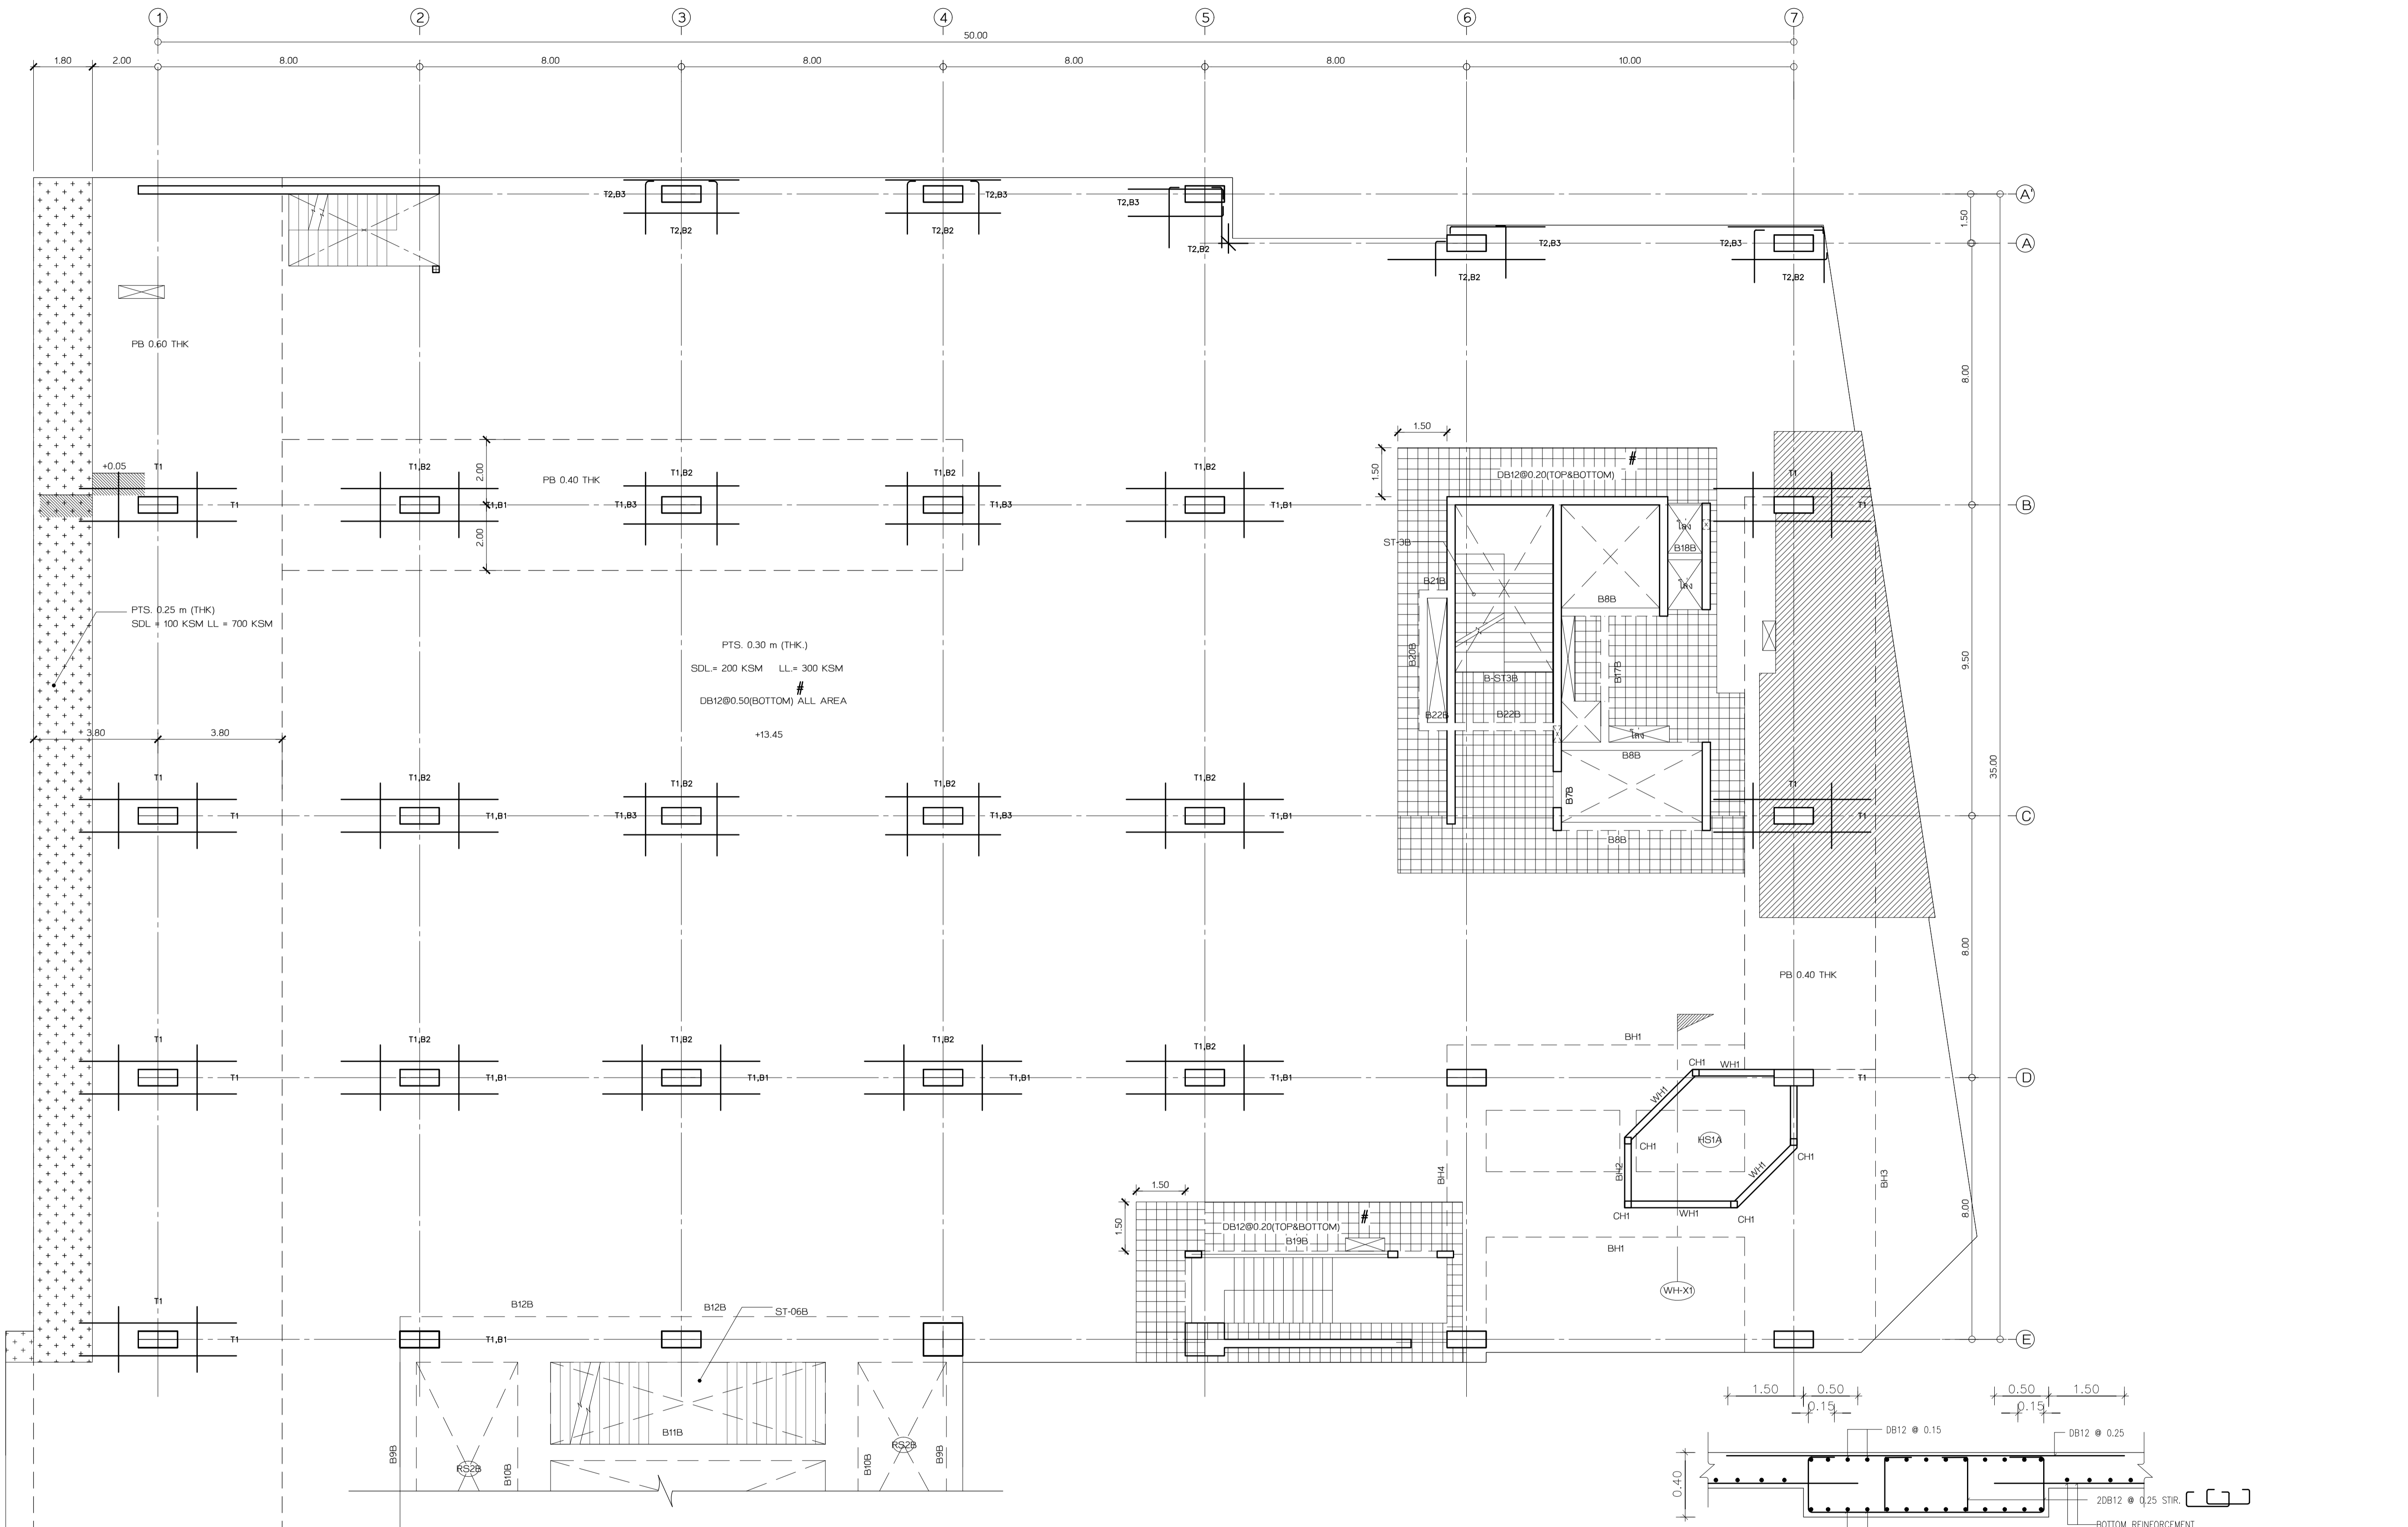 1 2 3 4 5 6 7
50.00
1.80 2.00 8.00 8.00 8.00 8.00 8.00 10.00
T2,B3 T2,B3 T2,B3 A'
1.50
T2,B2 T2,B2 T2,B2 T2,B3 T2,B3 A
T2,B2 T2,B2
PB 0.60 THK
8.00
1.50
+0.05 T1 T1,B2 2.00 T1,B2 T1,B2 T1,B2 1.50 # T1
PB 0.40 THK DB12@0.20(TOP&BOTTOM)
T1 T1,B1 T1,B3 T1,B3 T1,B1 T1 B
2.00
ST-3B โล่ง
B18B
B21B โล่ง
B8B
PTS. 0.25 m (THK)
SDL = 100 KSM LL = 700 KSM
PTS. 0.30 m (THK.)
B20B 9.50
SDL.= 200 KSM LL.= 300 KSM
B-ST3B B17B
#
DB12@0.50(BOTTOM) ALL AREA
B22B B22B
3.80 3.80 +13.45 โล่ง
B8B
35.00
T1 T1,B2 T1,B2 T1,B2 T1,B2 T1
B7B
T1 T1,B1 T1,B3 T1,B3 T1,B1 T1 C
B8B
8.00
PB 0.40 THK
T1 T1,B2 T1,B2 T1,B2 T1,B2 BH1
CH1 WH1
T1 T1,B1 T1,B1 T1,B1 T1,B1 T1 D
WH1
HS1A
CH1 CH1
BH4 BH2 WH1 BH3
1.50
CH1 WH1 CH1
8.00
1.50 #
DB12@0.20(TOP&BOTTOM)
B19B BH1
WH-X1
T1 B12B B12B ST-06B
T1 T1,B1 E
1.50 0.50 0.50 1.50
0.15 0.15
B11B DB12 @ 0.15 DB12 @ 0.25
B9B RS2B B10B B10B RS2B B9B
0.40
2DB12 @ 0.25 STIR.
BOTTOM REINFORCEMENT